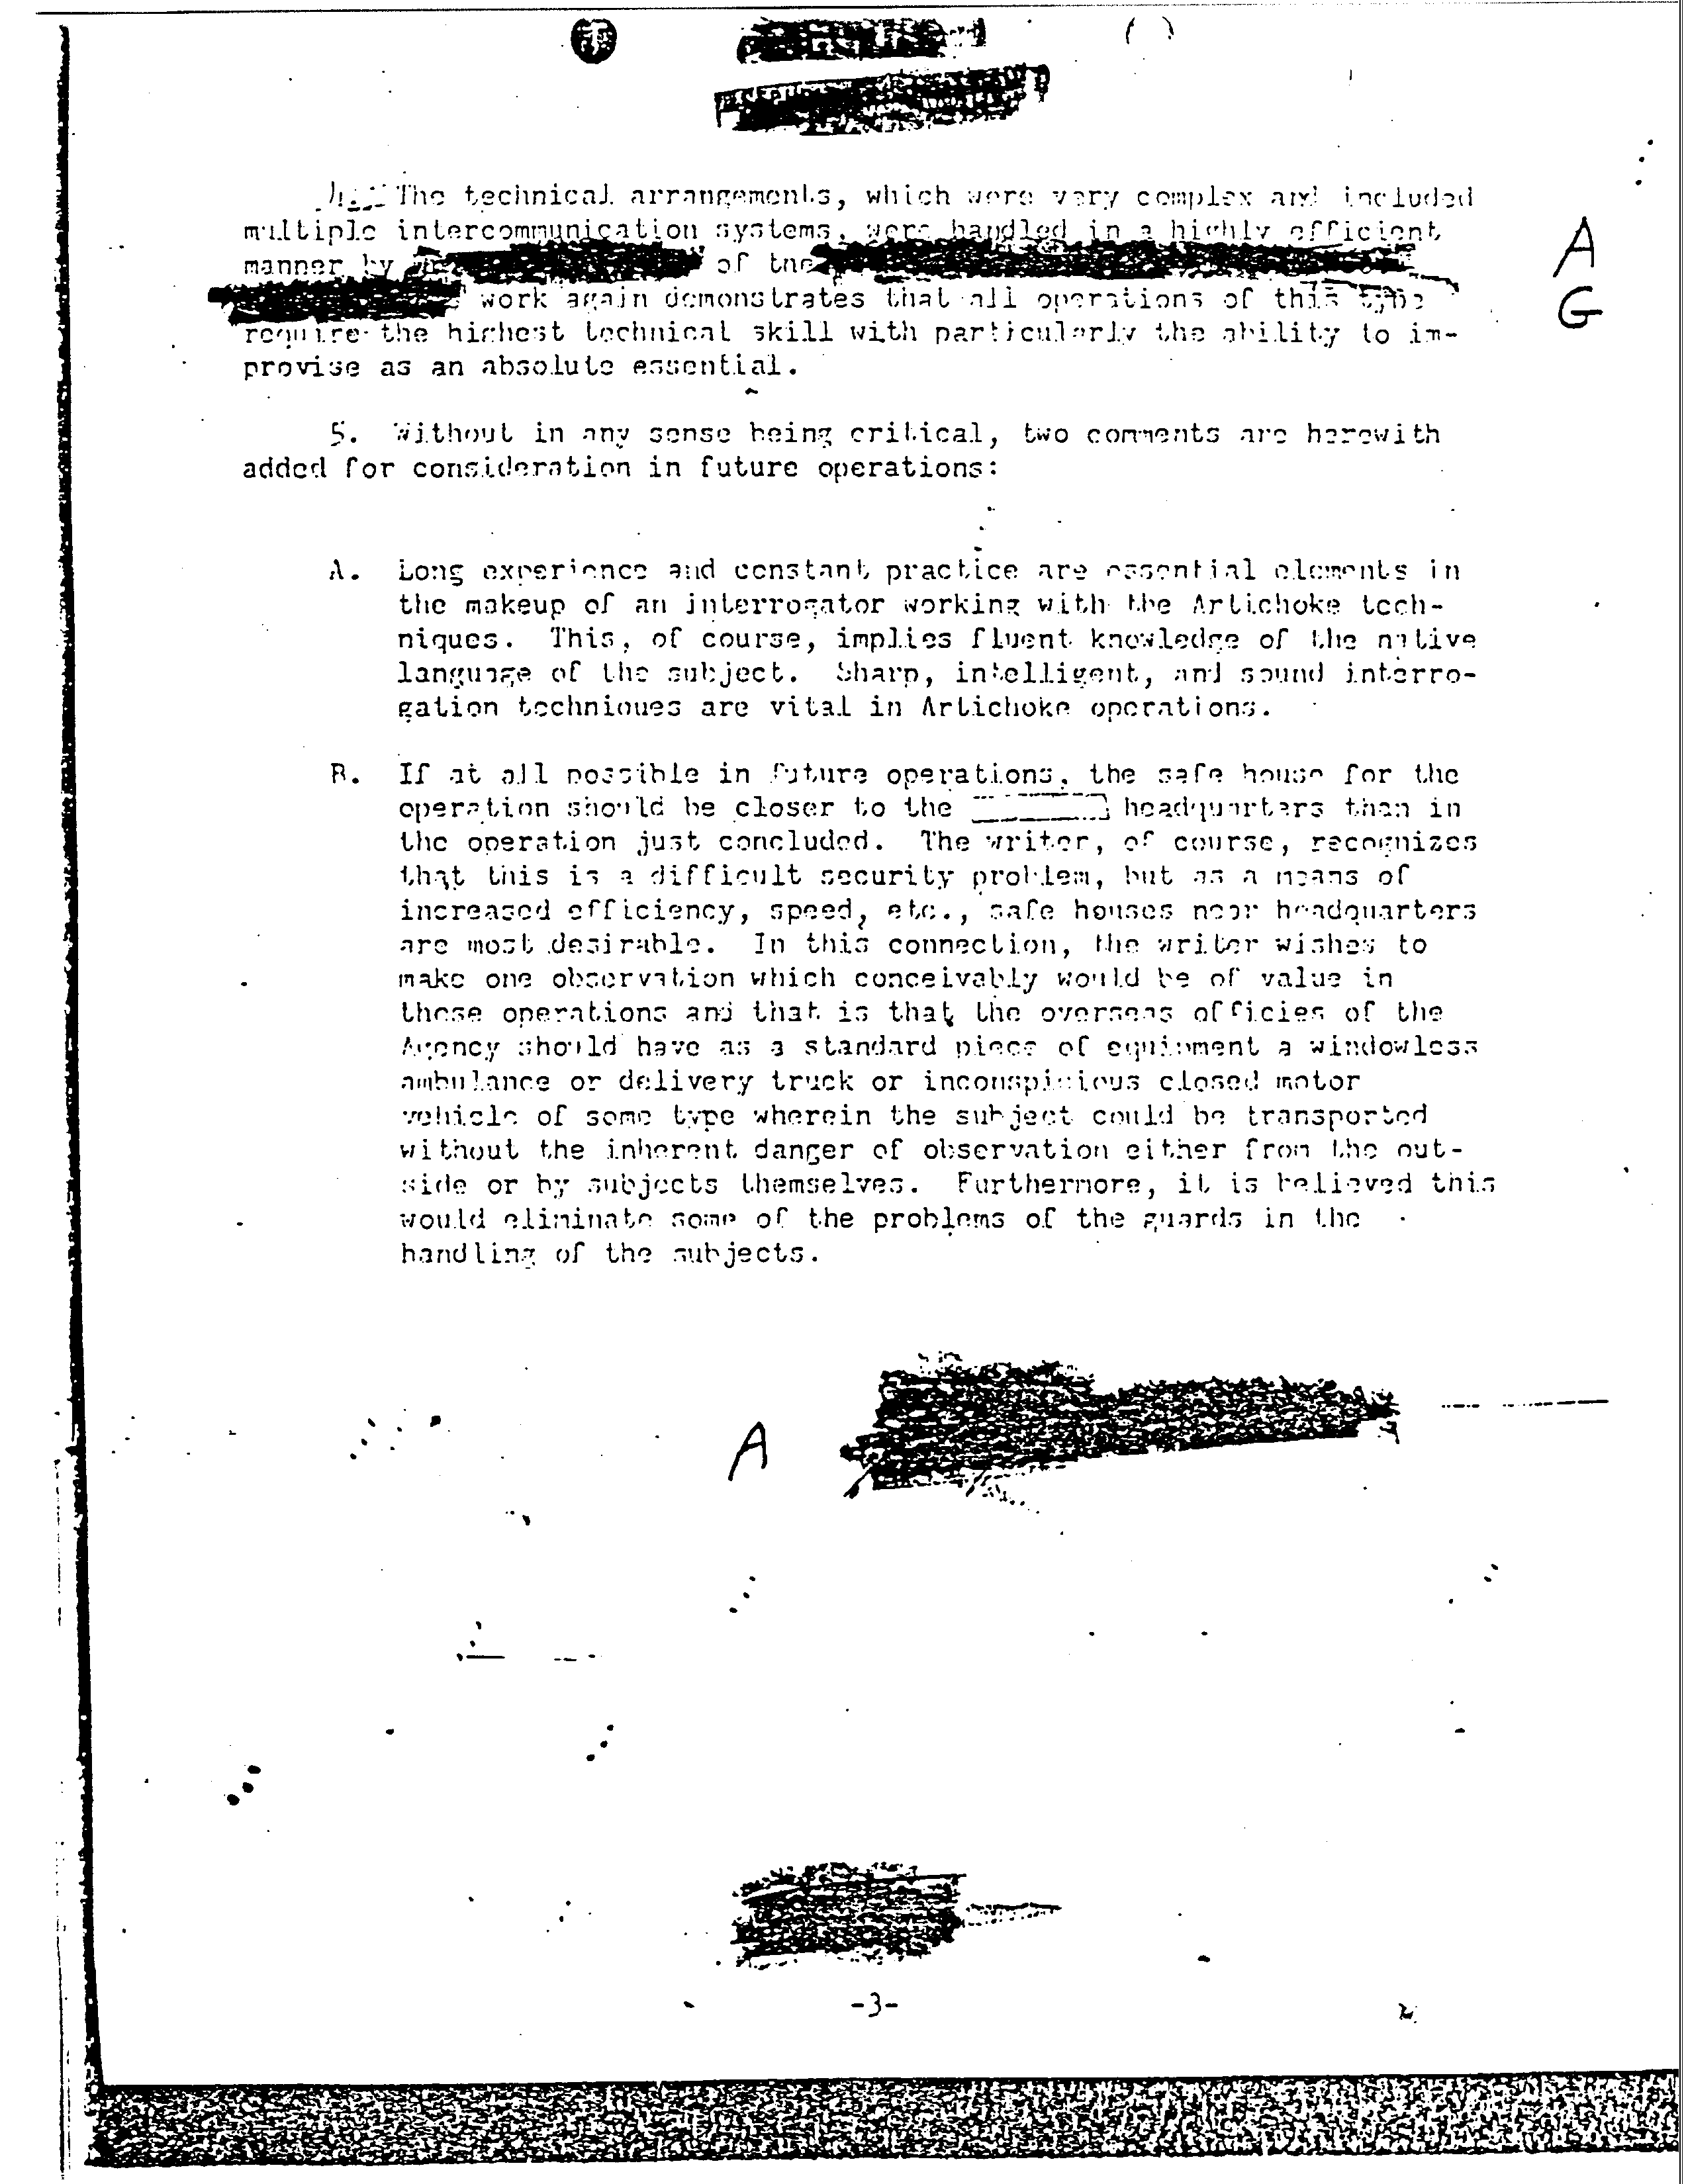 4. The technical arrangements, which were very complex and included
multiple intercommunication systems, were handled in a highly efficient
manner by of the
work again demonstrates that all operations of this type
require the highest technical skill with particularly the ability to im-
provise as an absolute essential.
A
G
5. Without in any sense being critical, two comments are herewith
added for consideration in future operations:
A. Long experience and constant practice are essential elements in
the makeup of an interrogator working with the Artichoke tech-
niques. This, of course, implies fluent knowledge of the native
language of the subject. Sharp, intelligent, and sound interro-
gation techniques are vital in Artichoke operations.
B. If at all possible in future operations, the safe house for the
operation should be closer to the headquarters than in
the operation just concluded. The writer, of course, recognizes
that this is a difficult security problem, but as a means of
increased efficiency, speed, etc., safe houses near headquarters
are most desirable. In this connection, the writer wishes to
make one observation which conceivably would be of value in
these operations and that is that the overseas officies of the
Agency should have as a standard piece of equipment a windowless
ambulance or delivery truck or inconspicious closed motor
vehicle of some type wherein the subject could be transported
without the inherent danger of observation either from the out-
side or by subjects themselves. Furthermore, it is believed this
would eliminate some of the problems of the guards in the
handling of the subjects.
A
-3-